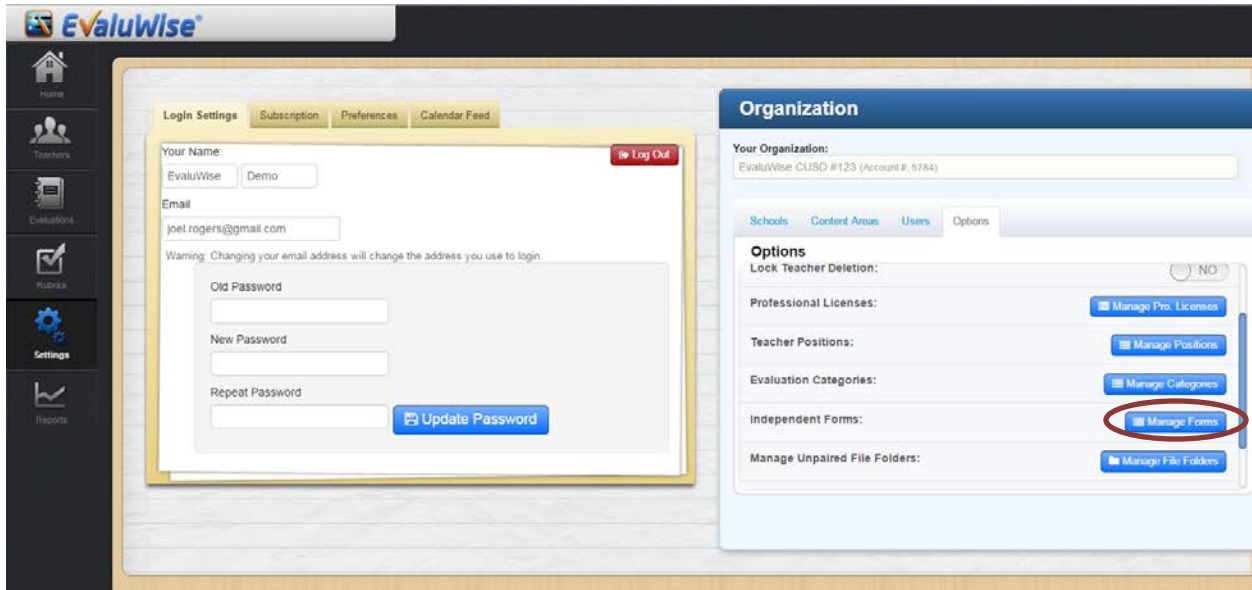 EvaluWise®
Home
Teachers
Evaluations
Rubrics
Settings
Reports
Login Settings
Subscription
Preferences
Calendar Feed
Your Name:
Log Out
EvaluWise
Demo
Email
joel.rogers@gmail.com
Warning: Changing your email address will change the address you use to login.
Old Password
New Password
Repeat Password
Update Password
Organization
Your Organization:
EvaluWise CUSD #123 (Account #: 5784)
Schools
Content Areas
Users
Options
Options
Lock Teacher Deletion:
NO
Professional Licenses:
Manage Pro. Licenses
Teacher Positions:
Manage Positions
Evaluation Categories:
Manage Categories
Independent Forms:
Manage Forms
Manage Unpaired File Folders:
Manage File Folders